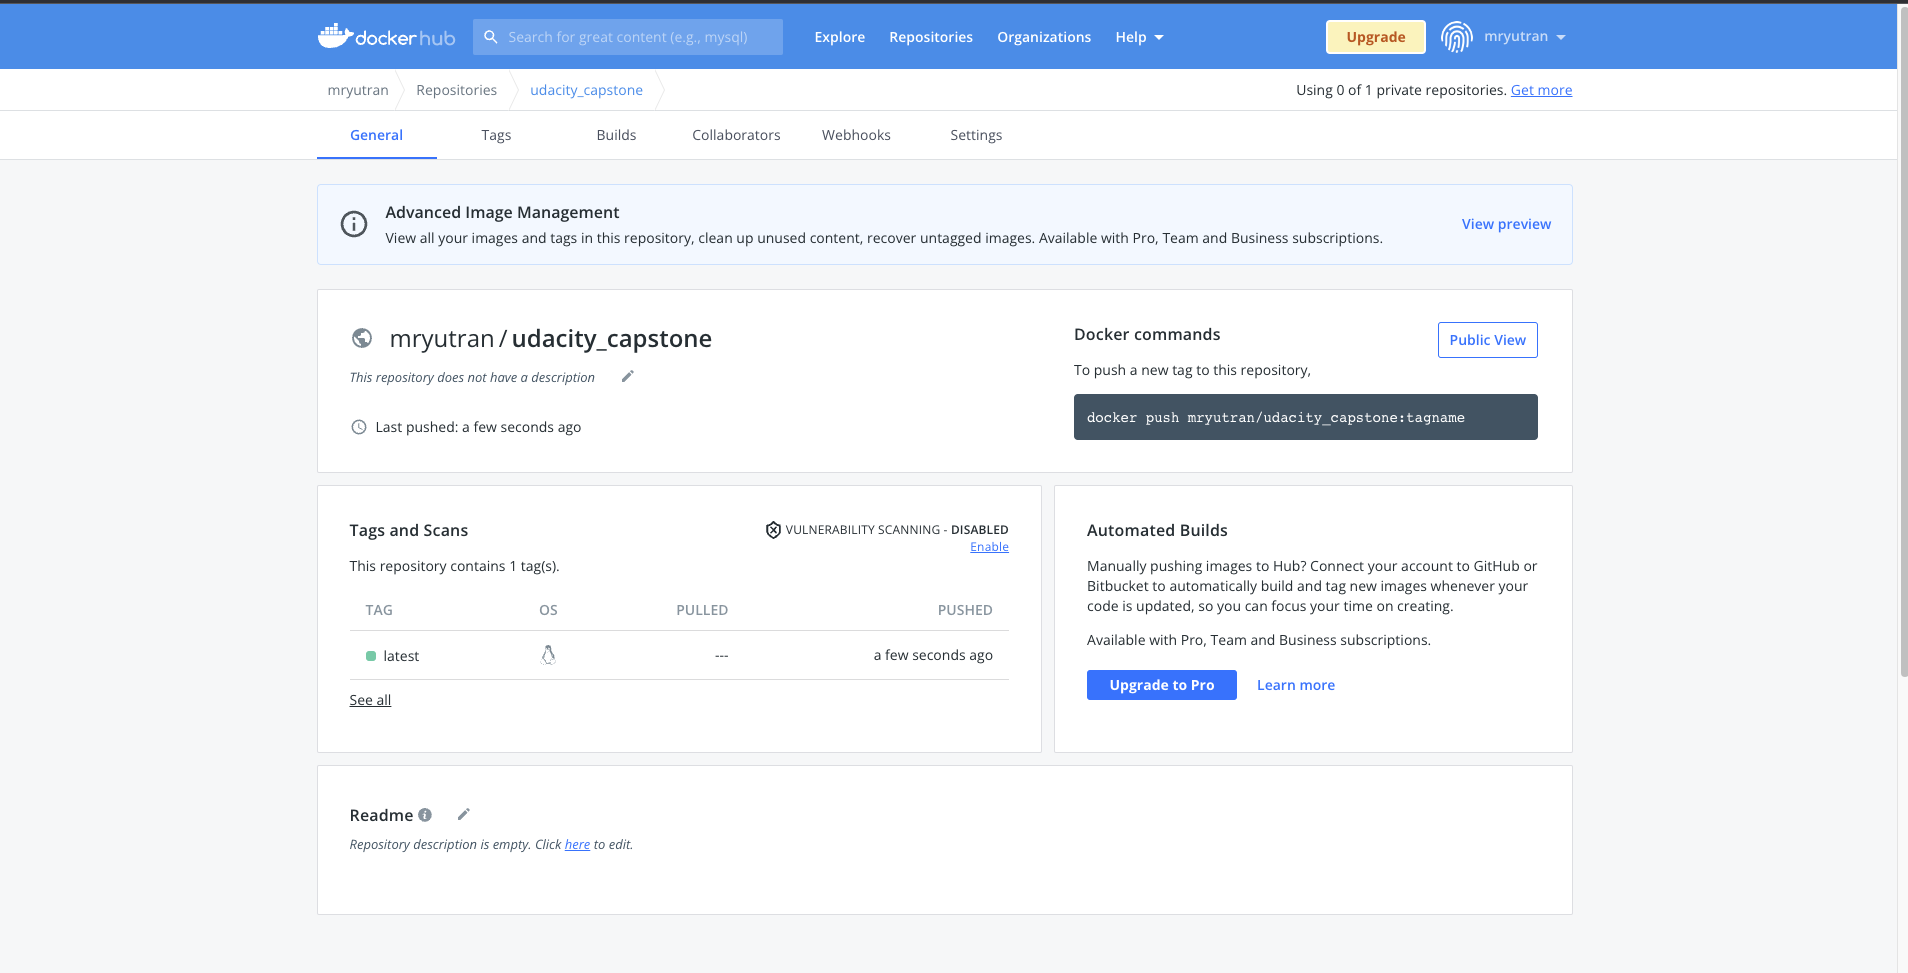 docker hub
Search for great content (e.g., mysql)
Explore
Repositories
Organizations
Help
Upgrade
mryutran
mryutran
Repositories
udacity_capstone
Using 0 of 1 private repositories. Get more
General
Tags
Builds
Collaborators
Webhooks
Settings
Advanced Image Management
View all your images and tags in this repository, clean up unused content, recover untagged images. Available with Pro, Team and Business subscriptions.
View preview
mryutran / udacity_capstone
This repository does not have a description
Last pushed: a few seconds ago
Docker commands
Public View
To push a new tag to this repository,
docker push mryutran/udacity_capstone:tagname
Tags and Scans
VULNERABILITY SCANNING - DISABLED
Enable
This repository contains 1 tag(s).
TAG OS PULLED PUSHED
latest --- a few seconds ago
See all
Automated Builds
Manually pushing images to Hub? Connect your account to GitHub or
Bitbucket to automatically build and tag new images whenever your
code is updated, so you can focus your time on creating.
Available with Pro, Team and Business subscriptions.
Upgrade to Pro
Learn more
Readme
Repository description is empty. Click here to edit.